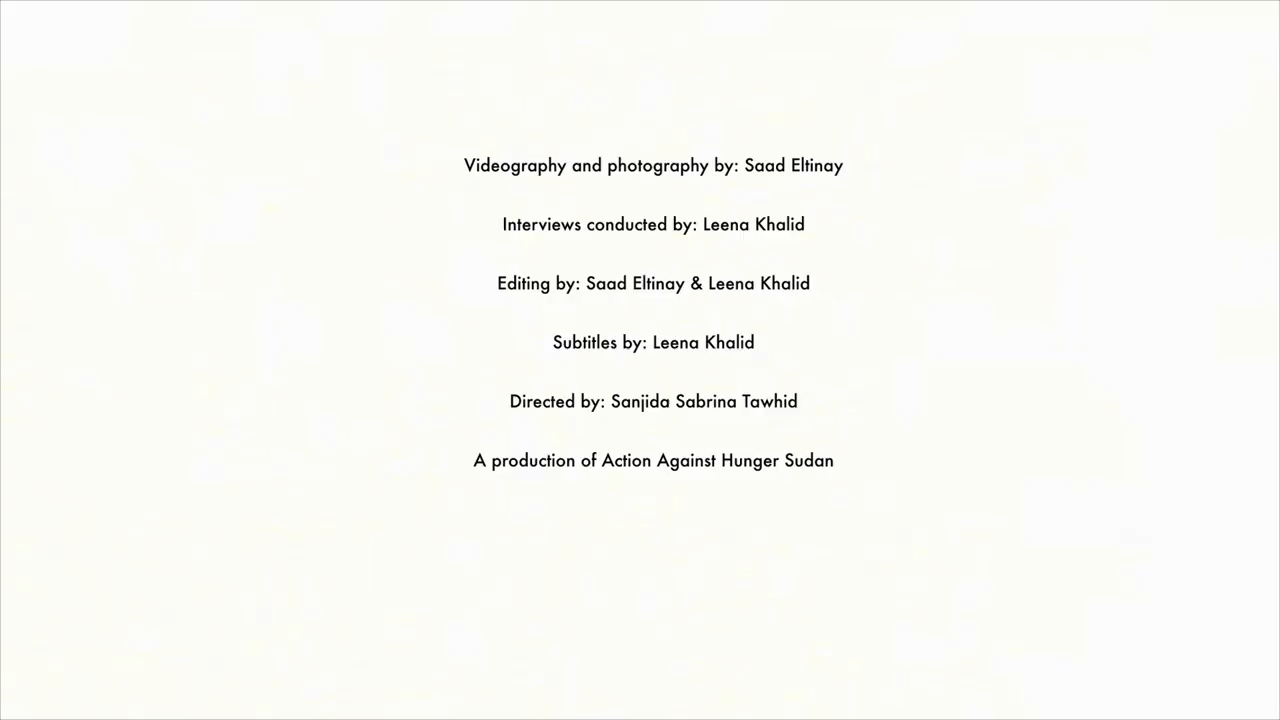 Videography and photography by: Saad Eltinay
Interviews conducted by: Leena Khalid
Editing by: Saad Eltinay & Leena Khalid
Subtitles by: Leena Khalid
Directed by: Sanjida Sabrina Tawhid
A production of Action Against Hunger Sudan